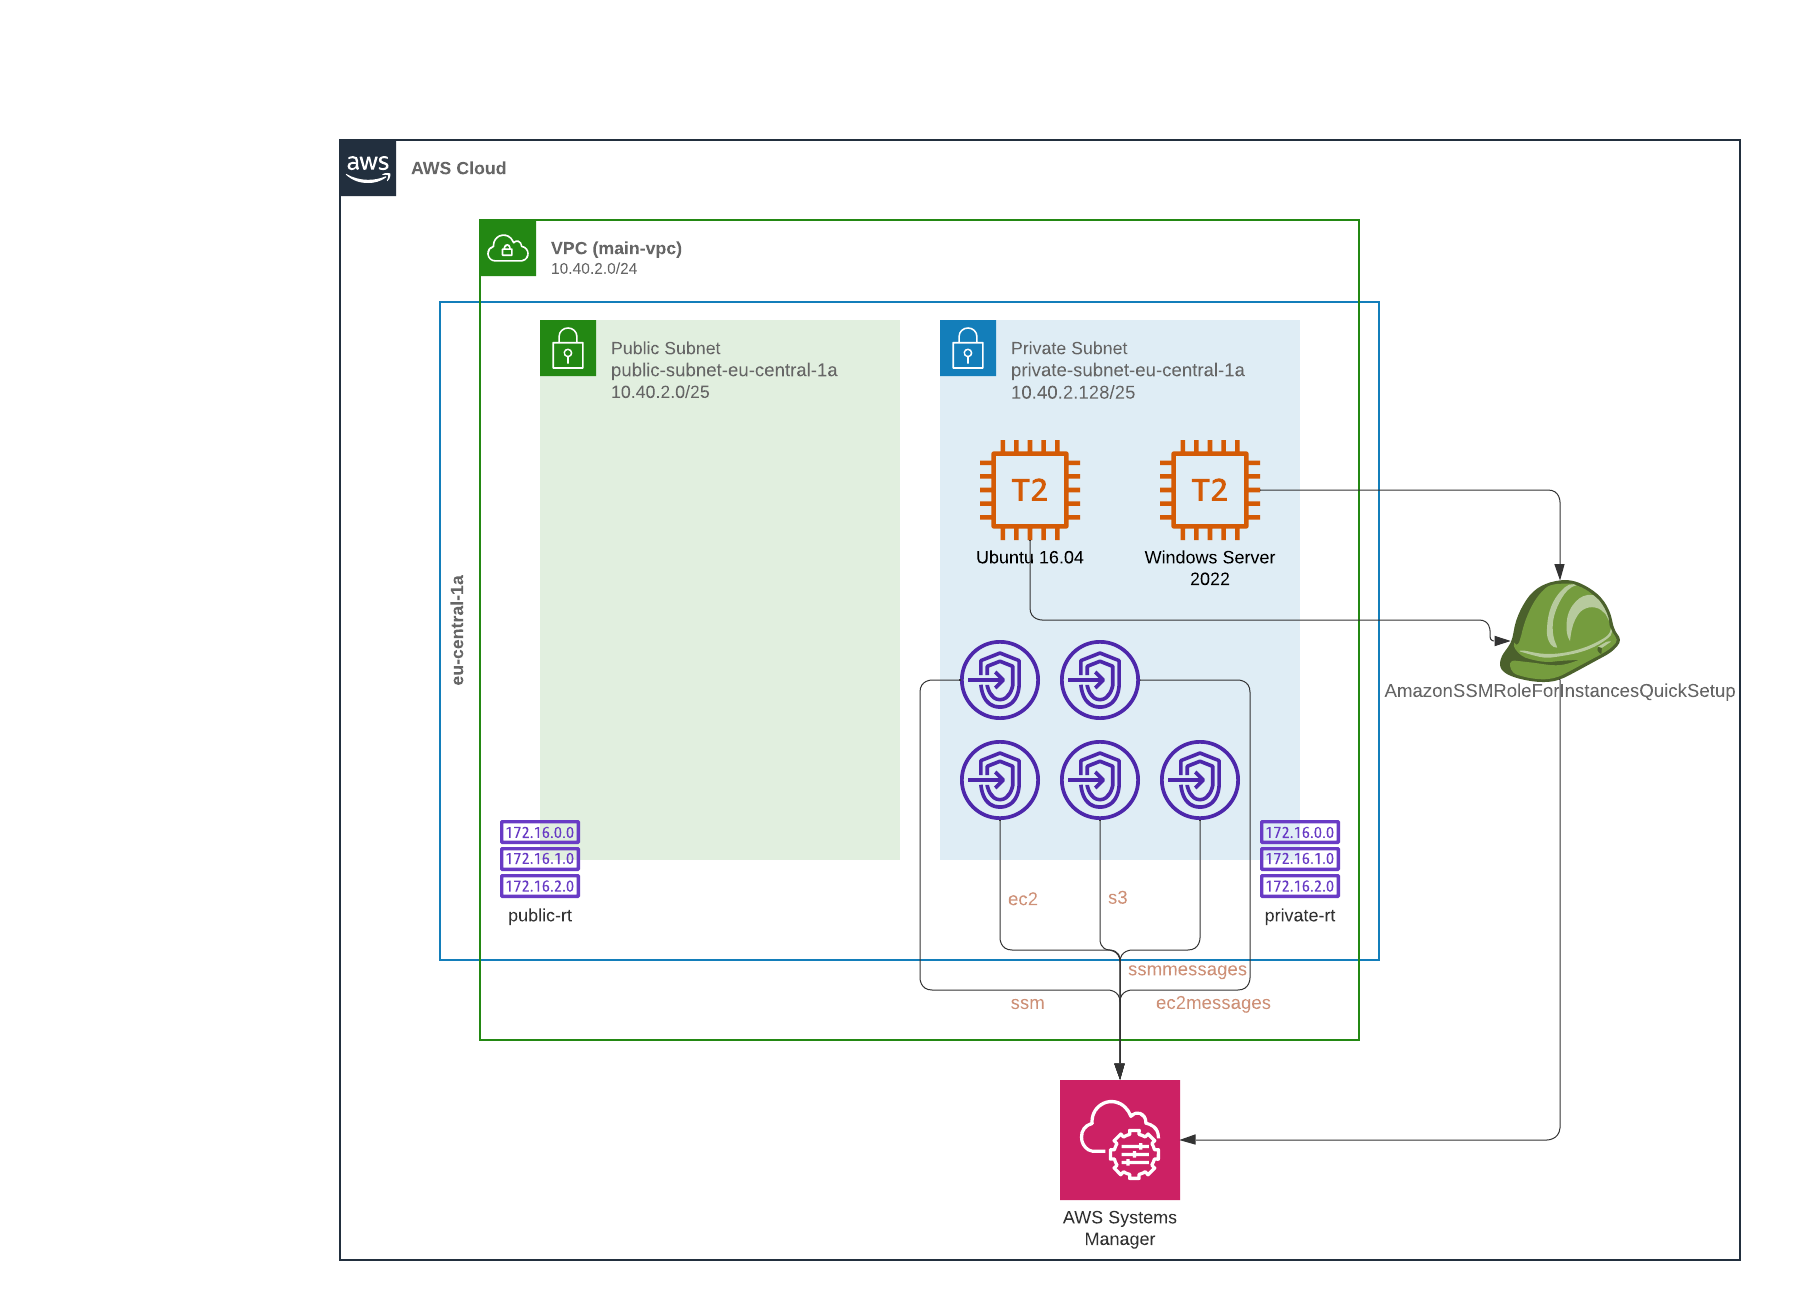 aws
AWS Cloud
VPC (main-vpc)
10.40.2.0/24
eu-central-1a
Public Subnet
public-subnet-eu-central-1a
10.40.2.0/25
Private Subnet
private-subnet-eu-central-1a
10.40.2.128/25
T2
Ubuntu 16.04
T2
Windows Server
2022
AmazonSSMRoleForInstancesQuickSetup
172.16.0.0
172.16.1.0
172.16.2.0
public-rt
172.16.0.0
172.16.1.0
172.16.2.0
private-rt
ec2
s3
ssmmessages
ssm
ec2messages
AWS Systems
Manager